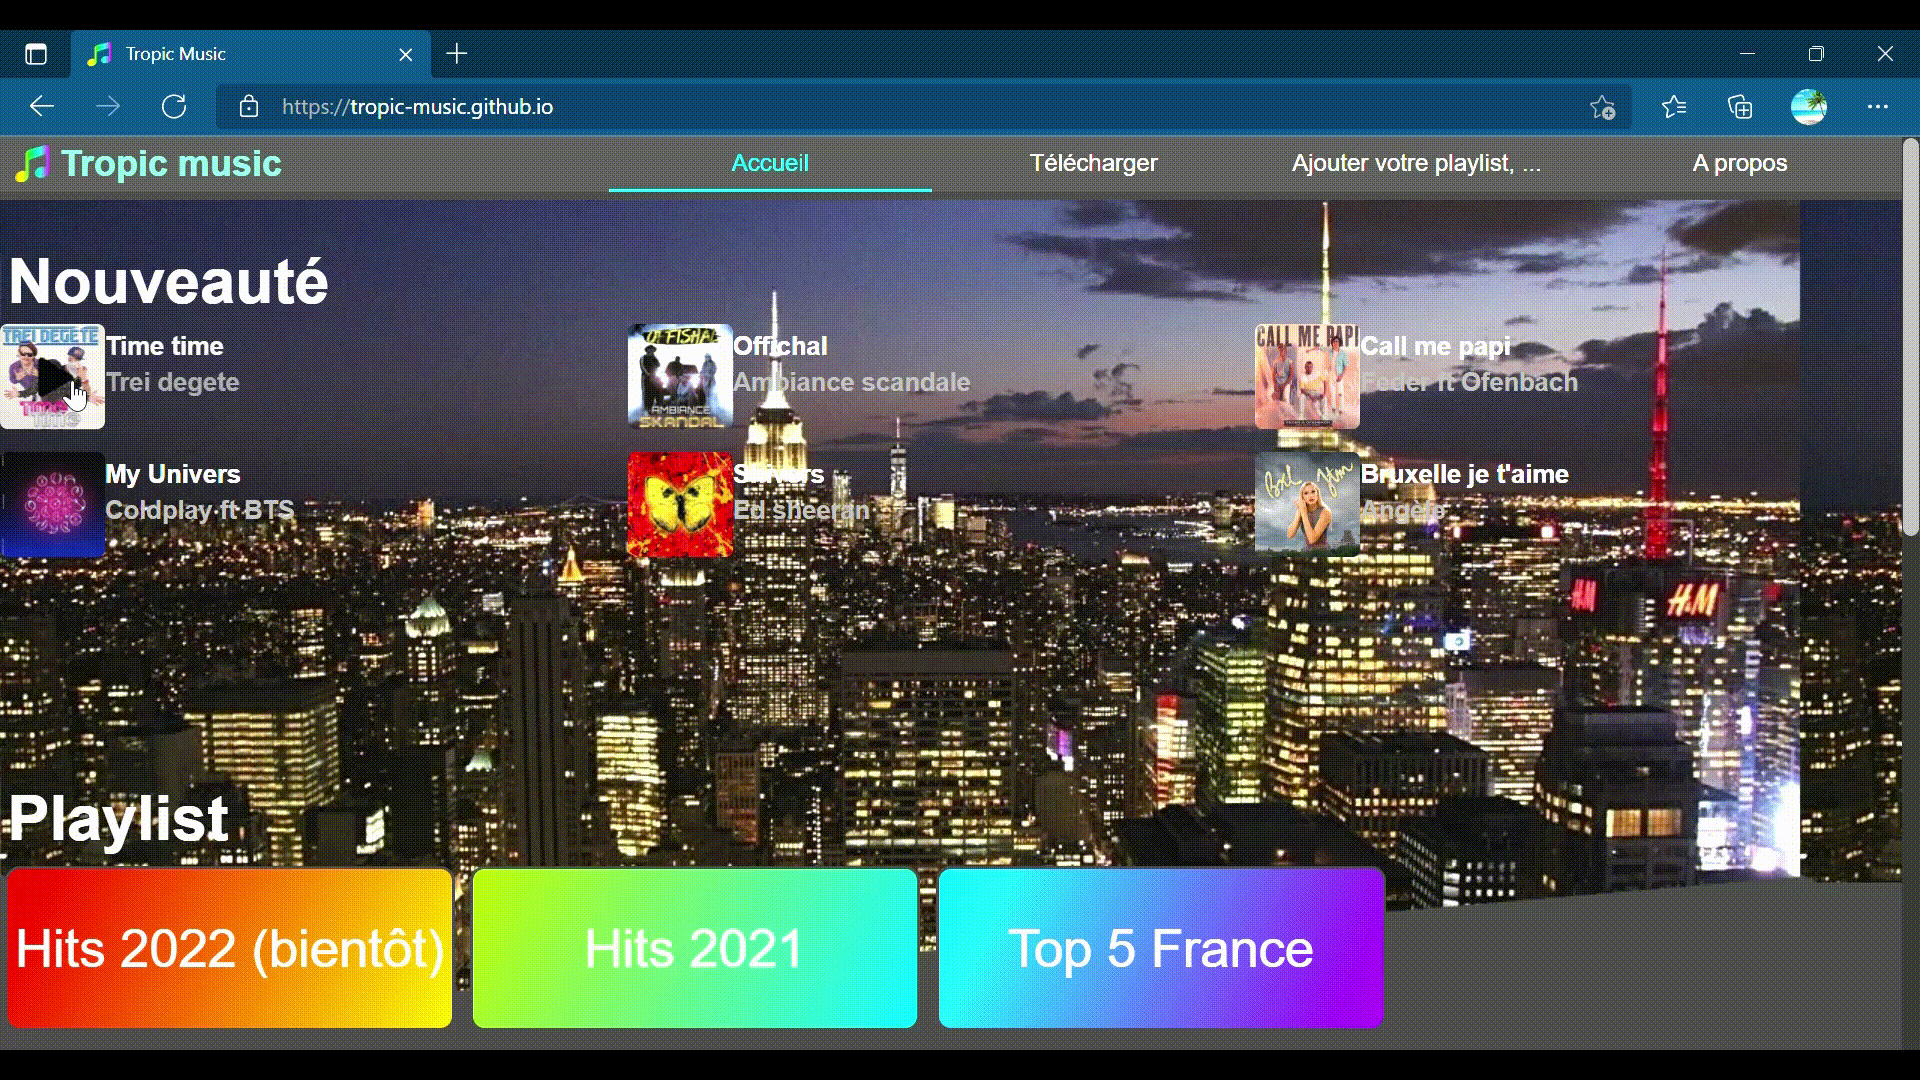 Tropic Music
https://tropic-music.github.io
Tropic music
Accueil
Télécharger
Ajouter votre playlist, ...
A propos
Nouveauté
TREI DEGETE
Time time
Trei degete
OFFISHAL
AMBIANCE
SKANDAL
Offichal
Ambiance scandale
CALL ME PAPI
Call me papi
Feder ft Ofenbach
My Univers
Coldplay ft BTS
Shivers
Ed sheeran
Bruxelle je t'aime
Angele
H&M
H&M
Playlist
Hits 2022 (bientôt)
Hits 2021
Top 5 France